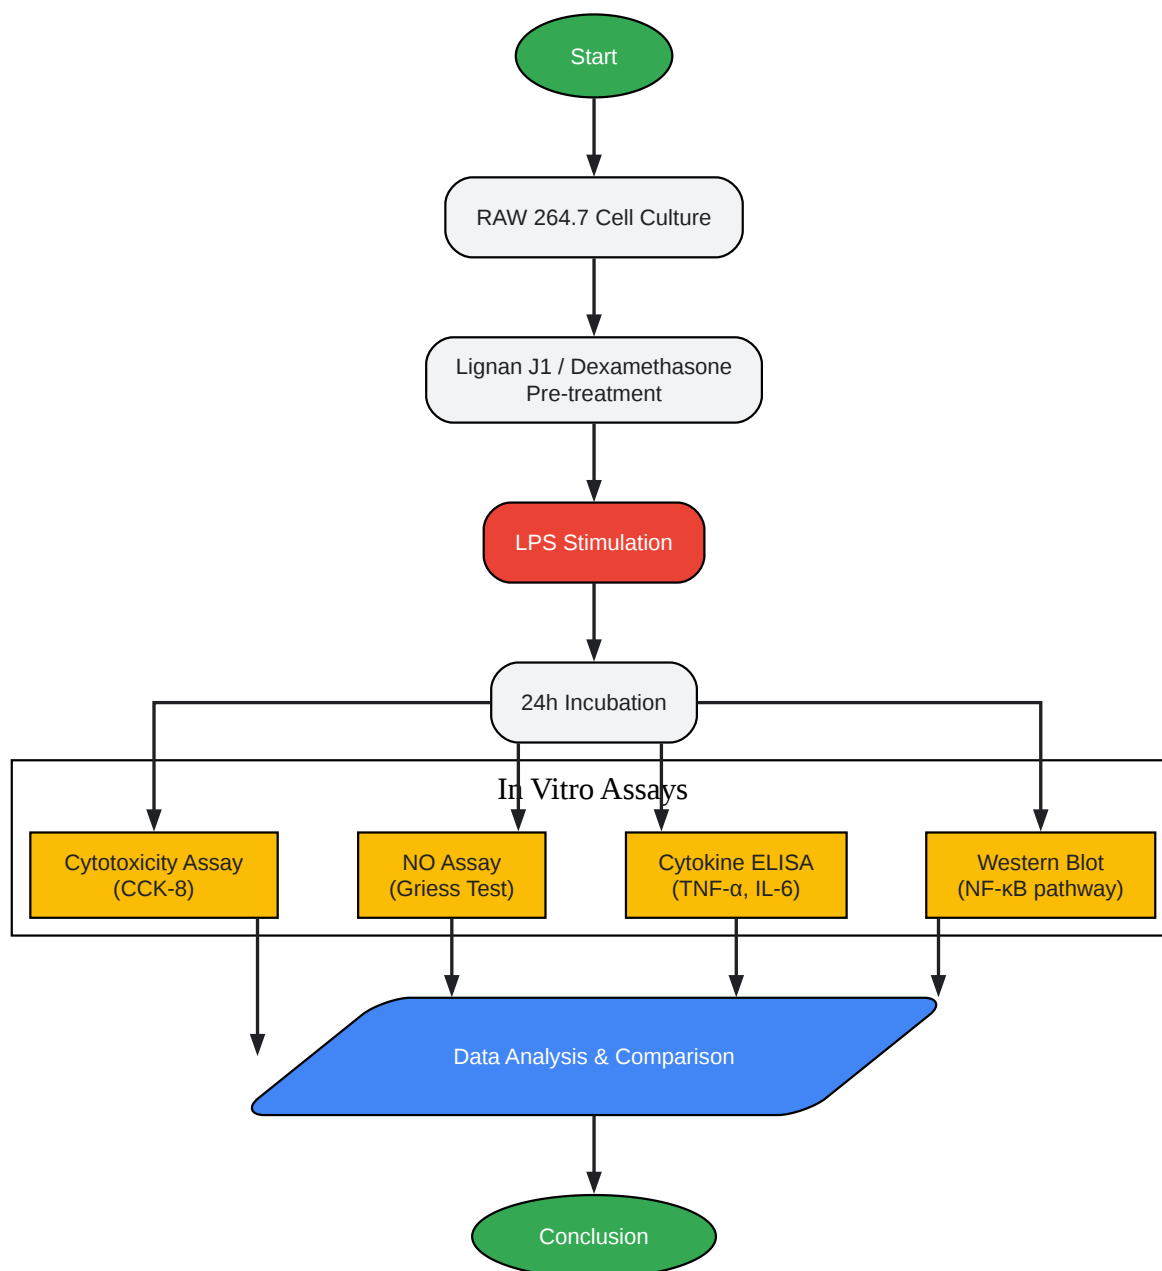 Start
RAW 264.7 Cell Culture
Lignan J1 / Dexamethasone
Pre-treatment
LPS Stimulation
24h Incubation
In Vitro Assays
Cytotoxicity Assay
(CCK-8)
NO Assay
(Griess Test)
Cytokine ELISA
(TNF-α, IL-6)
Western Blot
(NF-κB pathway)
Data Analysis & Comparison
Conclusion